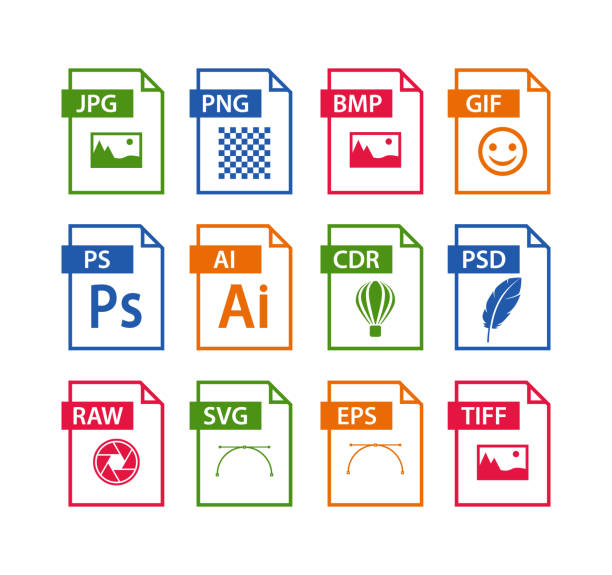 JPG
PNG
BMP
GIF
PS
Ps
AI
Ai
CDR
PSD
RAW
SVG
EPS
TIFF